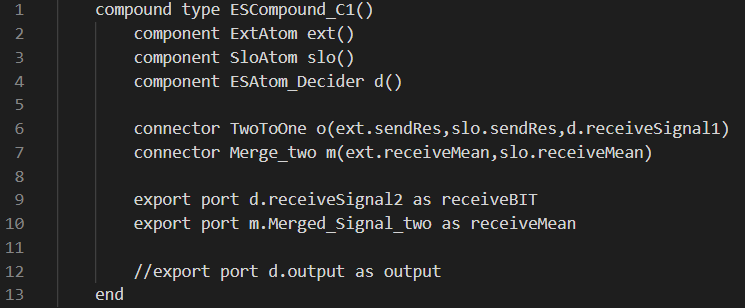 1 compound type ESCompound_C1()
2 component ExtAtom ext()
3 component SloAtom slo()
4 component ESAtom_Decider d()
5
6 connector TwoToOne o(ext.sendRes,slo.sendRes,d.receiveSignal1)
7 connector Merge_two m(ext.receiveMean,slo.receiveMean)
8
9 export port d.receiveSignal2 as receiveBIT
10 export port m.Merged_Signal_two as receiveMean
11
12 //export port d.output as output
13 end